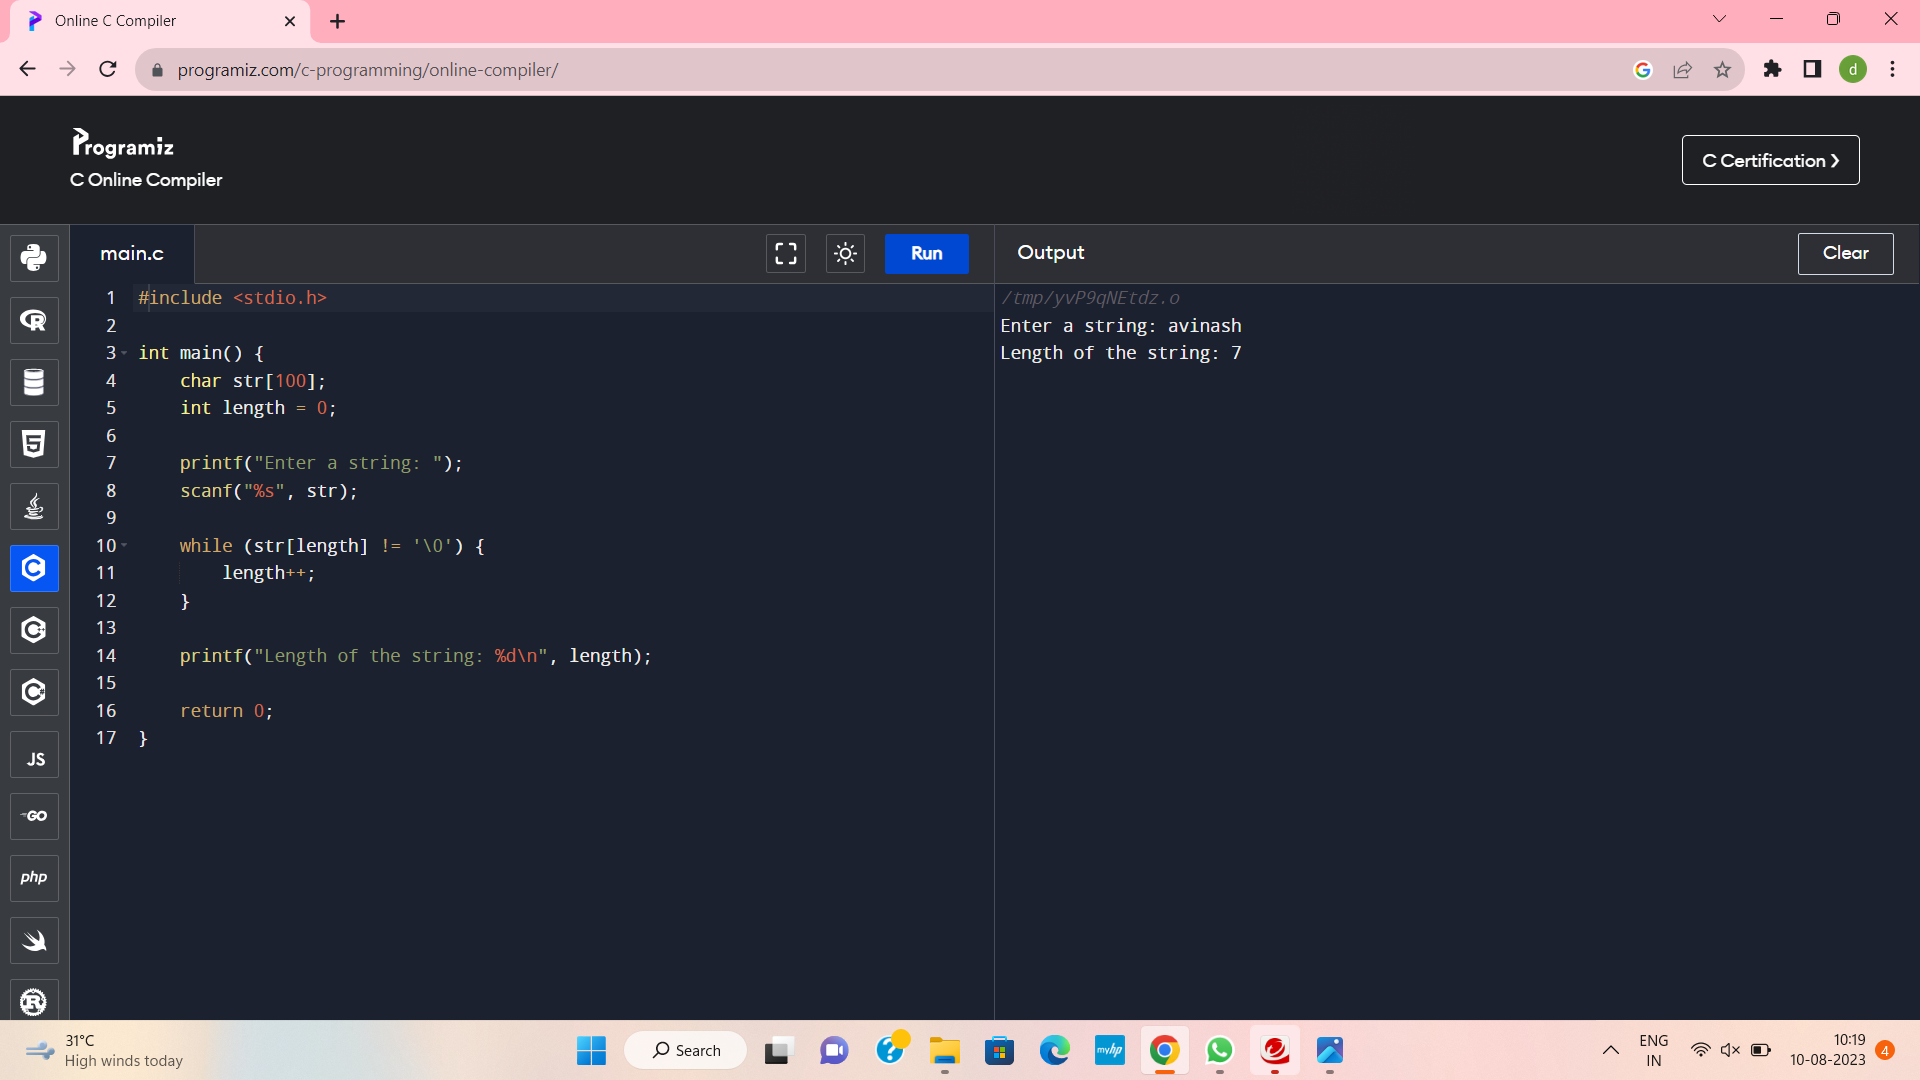 Online C Compiler
programiz.com/c-programming/online-compiler/
d
Programiz
C Online Compiler
C Certification ❯
main.c
Run
Output
Clear
1 #include <stdio.h>
2
3 int main() {
4 char str[100];
5 int length = 0;
6
7 printf("Enter a string: ");
8 scanf("%s", str);
9
10 while (str[length] != '\0') {
11 length++;
12 }
13
14 printf("Length of the string: %d\n", length);
15
16 return 0;
17 }
/tmp/yvP9qNEtdz.o
Enter a string: avinash
Length of the string: 7
JS
GO
php
31°C
High winds today
Search
myhp
ENG
IN
10:19
10-08-2023
4